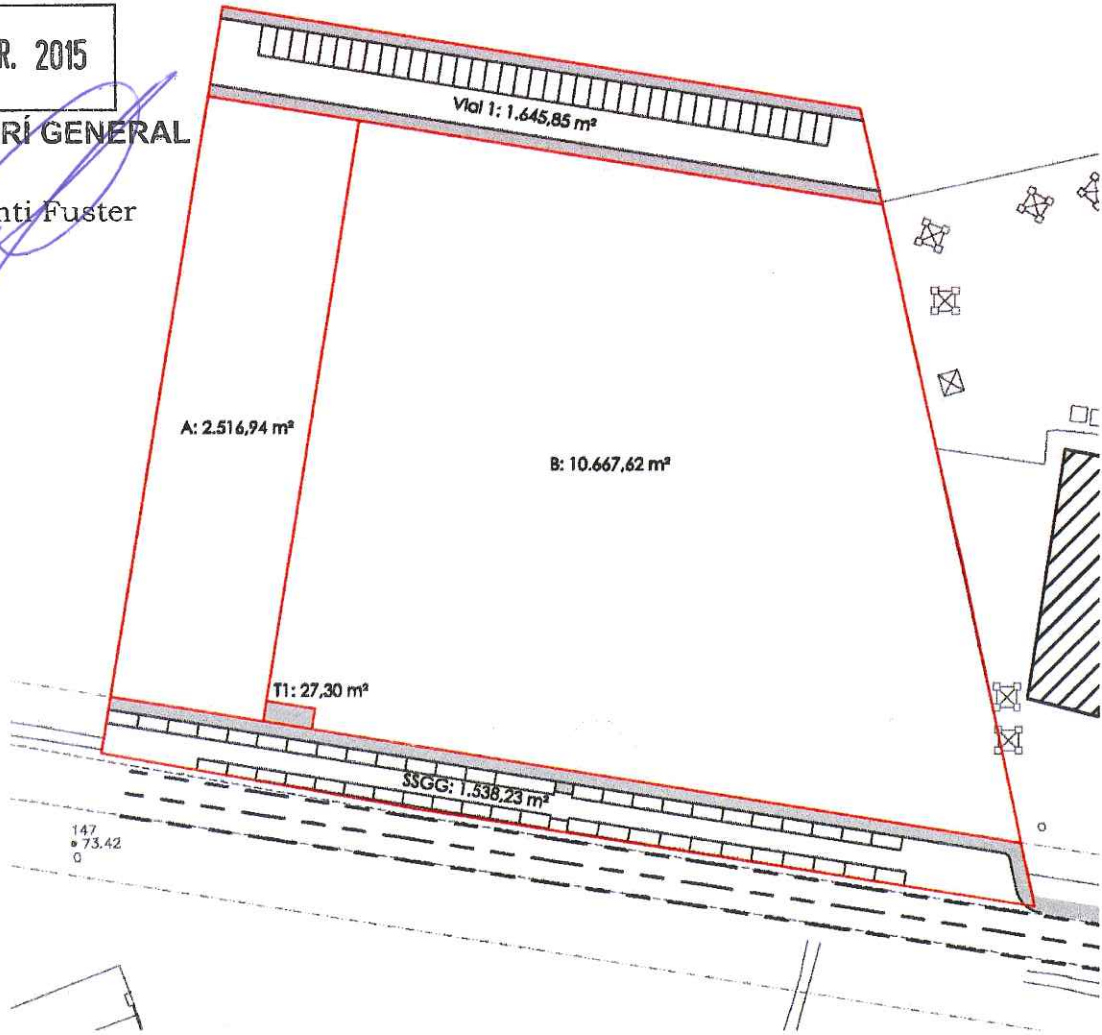 R. 2015
RÍ GENERAL
nti Fuster
Vial 1: 1.645,85 m²
A: 2.516,94 m²
B: 10.667,62 m²
T1: 27,30 m²
SSGG: 1.538,23 m²
147
73.42
0